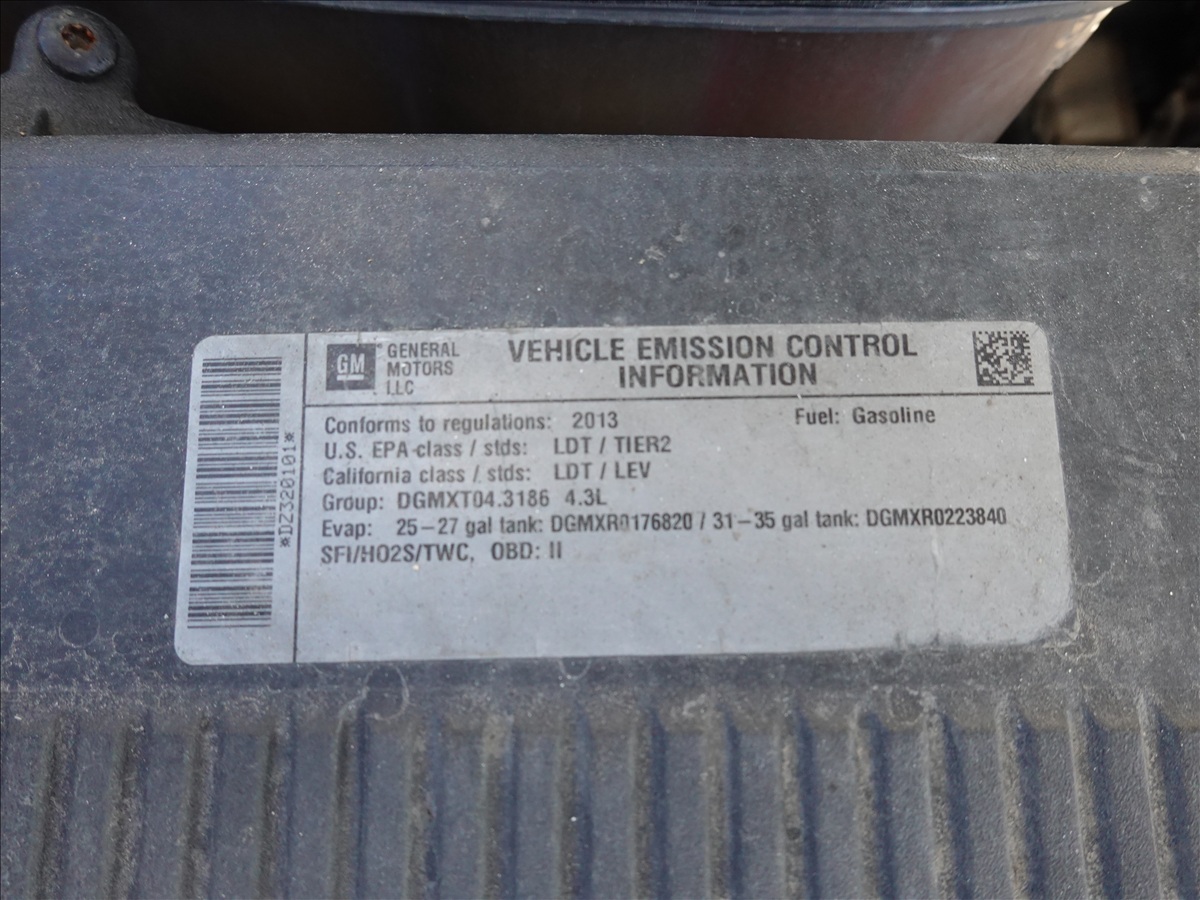 GM
GENERAL
MOTORS
LLC
VEHICLE EMISSION CONTROL
INFORMATION
*DZ320101*
Conforms to regulations: 2013 Fuel: Gasoline
U.S. EPA class / stds: LDT / TIER2
California class / stds: LDT / LEV
Group: DGMXT04.3186 4.3L
Evap: 25-27 gal tank: DGMXR0176820 / 31-35 gal tank: DGMXR0223840
SFI/HO2S/TWC, OBD: II